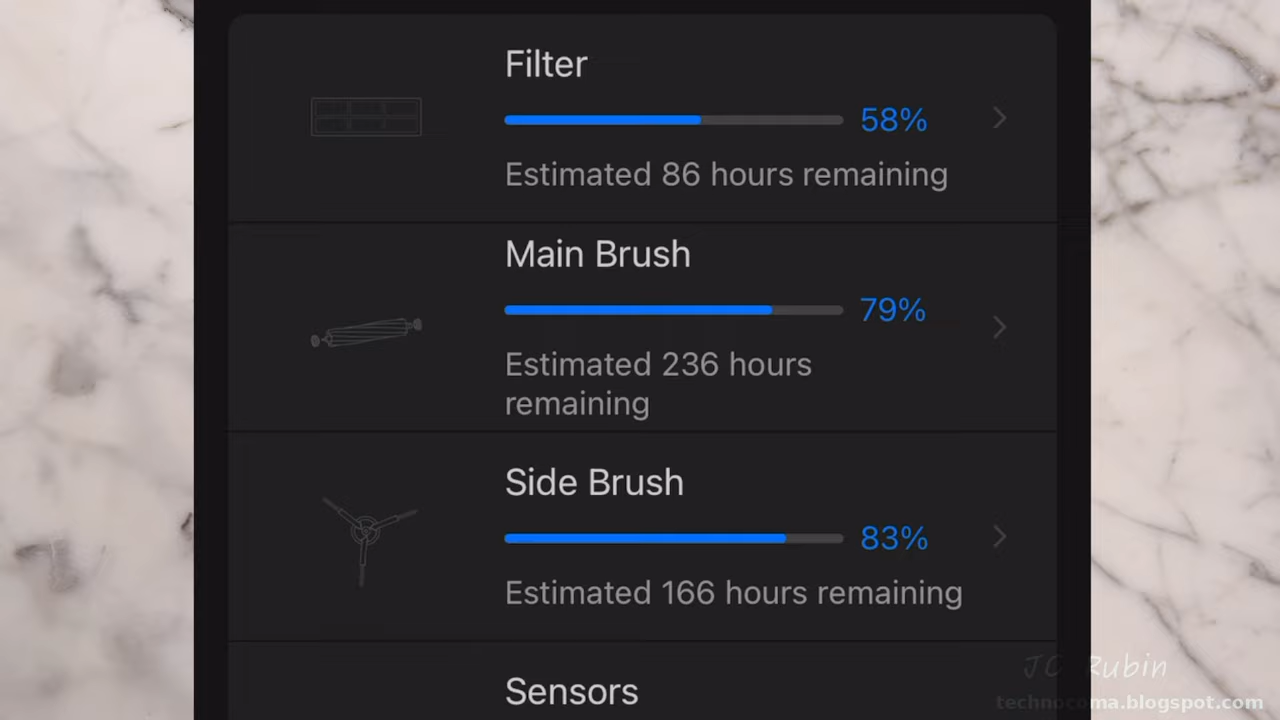 Filter
58%
Estimated 86 hours remaining
Main Brush
79%
Estimated 236 hours
remaining
Side Brush
83%
Estimated 166 hours remaining
Sensors
JC Rubin
technocoma.blogspot.com